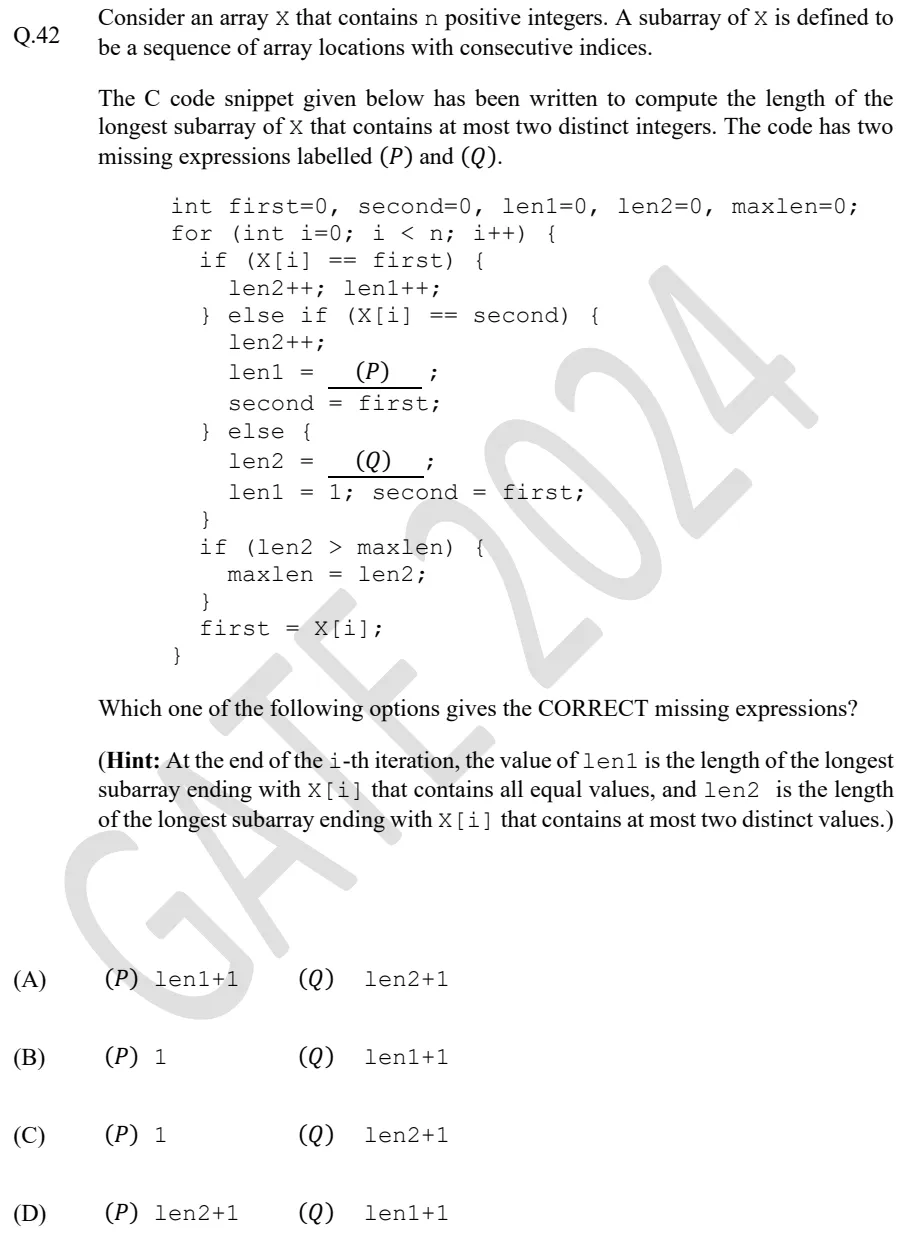 Q.42 Consider an array X that contains n positive integers. A subarray of X is defined to
be a sequence of array locations with consecutive indices.
The C code snippet given below has been written to compute the length of the
longest subarray of X that contains at most two distinct integers. The code has two
missing expressions labelled (P) and (Q).
int first=0, second=0, len1=0, len2=0, maxlen=0;
for (int i=0; i < n; i++) {
if (X[i] == first) {
len2++; len1++;
} else if (X[i] == second) {
len2++;
len1 = (P) ;
second = first;
} else {
len2 = (Q) ;
len1 = 1; second = first;
}
if (len2 > maxlen) {
maxlen = len2;
}
first = X[i];
}
GATE 2024
Which one of the following options gives the CORRECT missing expressions?
(Hint: At the end of the i-th iteration, the value of len1 is the length of the longest
subarray ending with X[i] that contains all equal values, and len2 is the length
of the longest subarray ending with X[i] that contains at most two distinct values.)
(A) (P) len1+1 (Q) len2+1
(B) (P) 1 (Q) len1+1
(C) (P) 1 (Q) len2+1
(D) (P) len2+1 (Q) len1+1